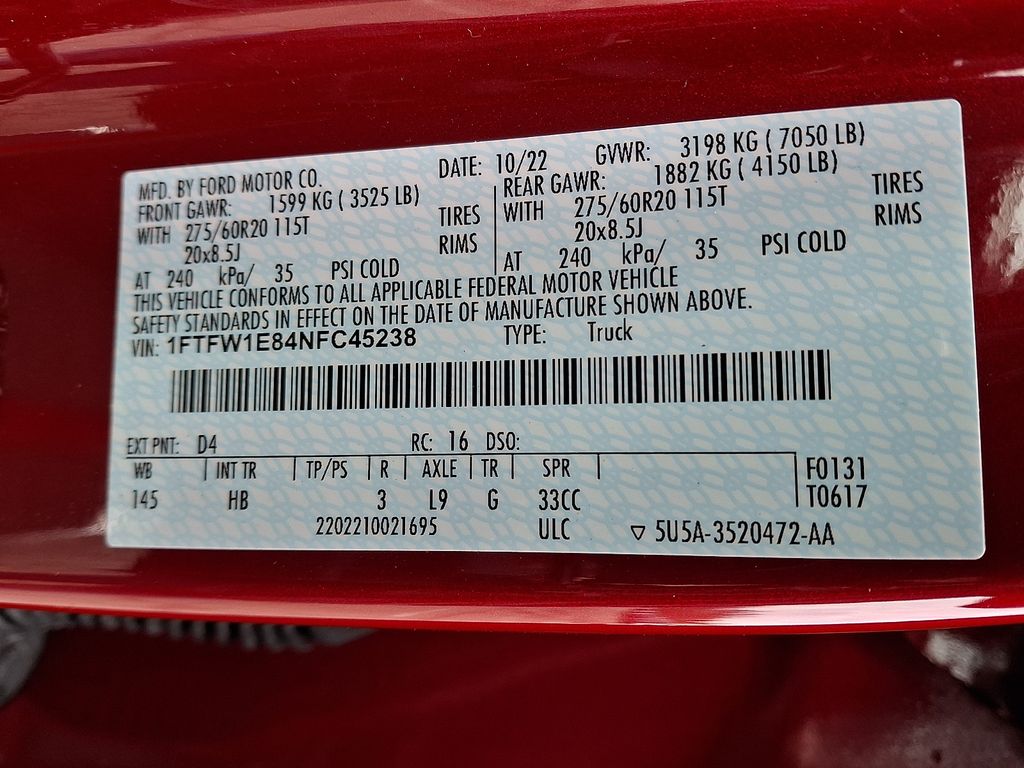 MFD. BY FORD MOTOR CO. DATE: 10/22 GVWR: 3198 KG ( 7050 LB)
FRONT GAWR: 1599 KG ( 3525 LB) REAR GAWR: 1882 KG ( 4150 LB)
WITH 275/60R20 115T TIRES WITH 275/60R20 115T TIRES
20x8.5J RIMS 20x8.5J RIMS
AT 240 kPa/ 35 PSI COLD AT 240 kPa/ 35 PSI COLD
THIS VEHICLE CONFORMS TO ALL APPLICABLE FEDERAL MOTOR VEHICLE
SAFETY STANDARDS IN EFFECT ON THE DATE OF MANUFACTURE SHOWN ABOVE.
VIN: 1FTFW1E84NFC45238 TYPE: Truck
EXT PNT: D4 RC: 16 DSO:
WB INT TR TP/PS R AXLE TR SPR F0131
145 HB 3 L9 G 33CC T0617
2202210021695 ULC ▽ 5U5A-3520472-AA